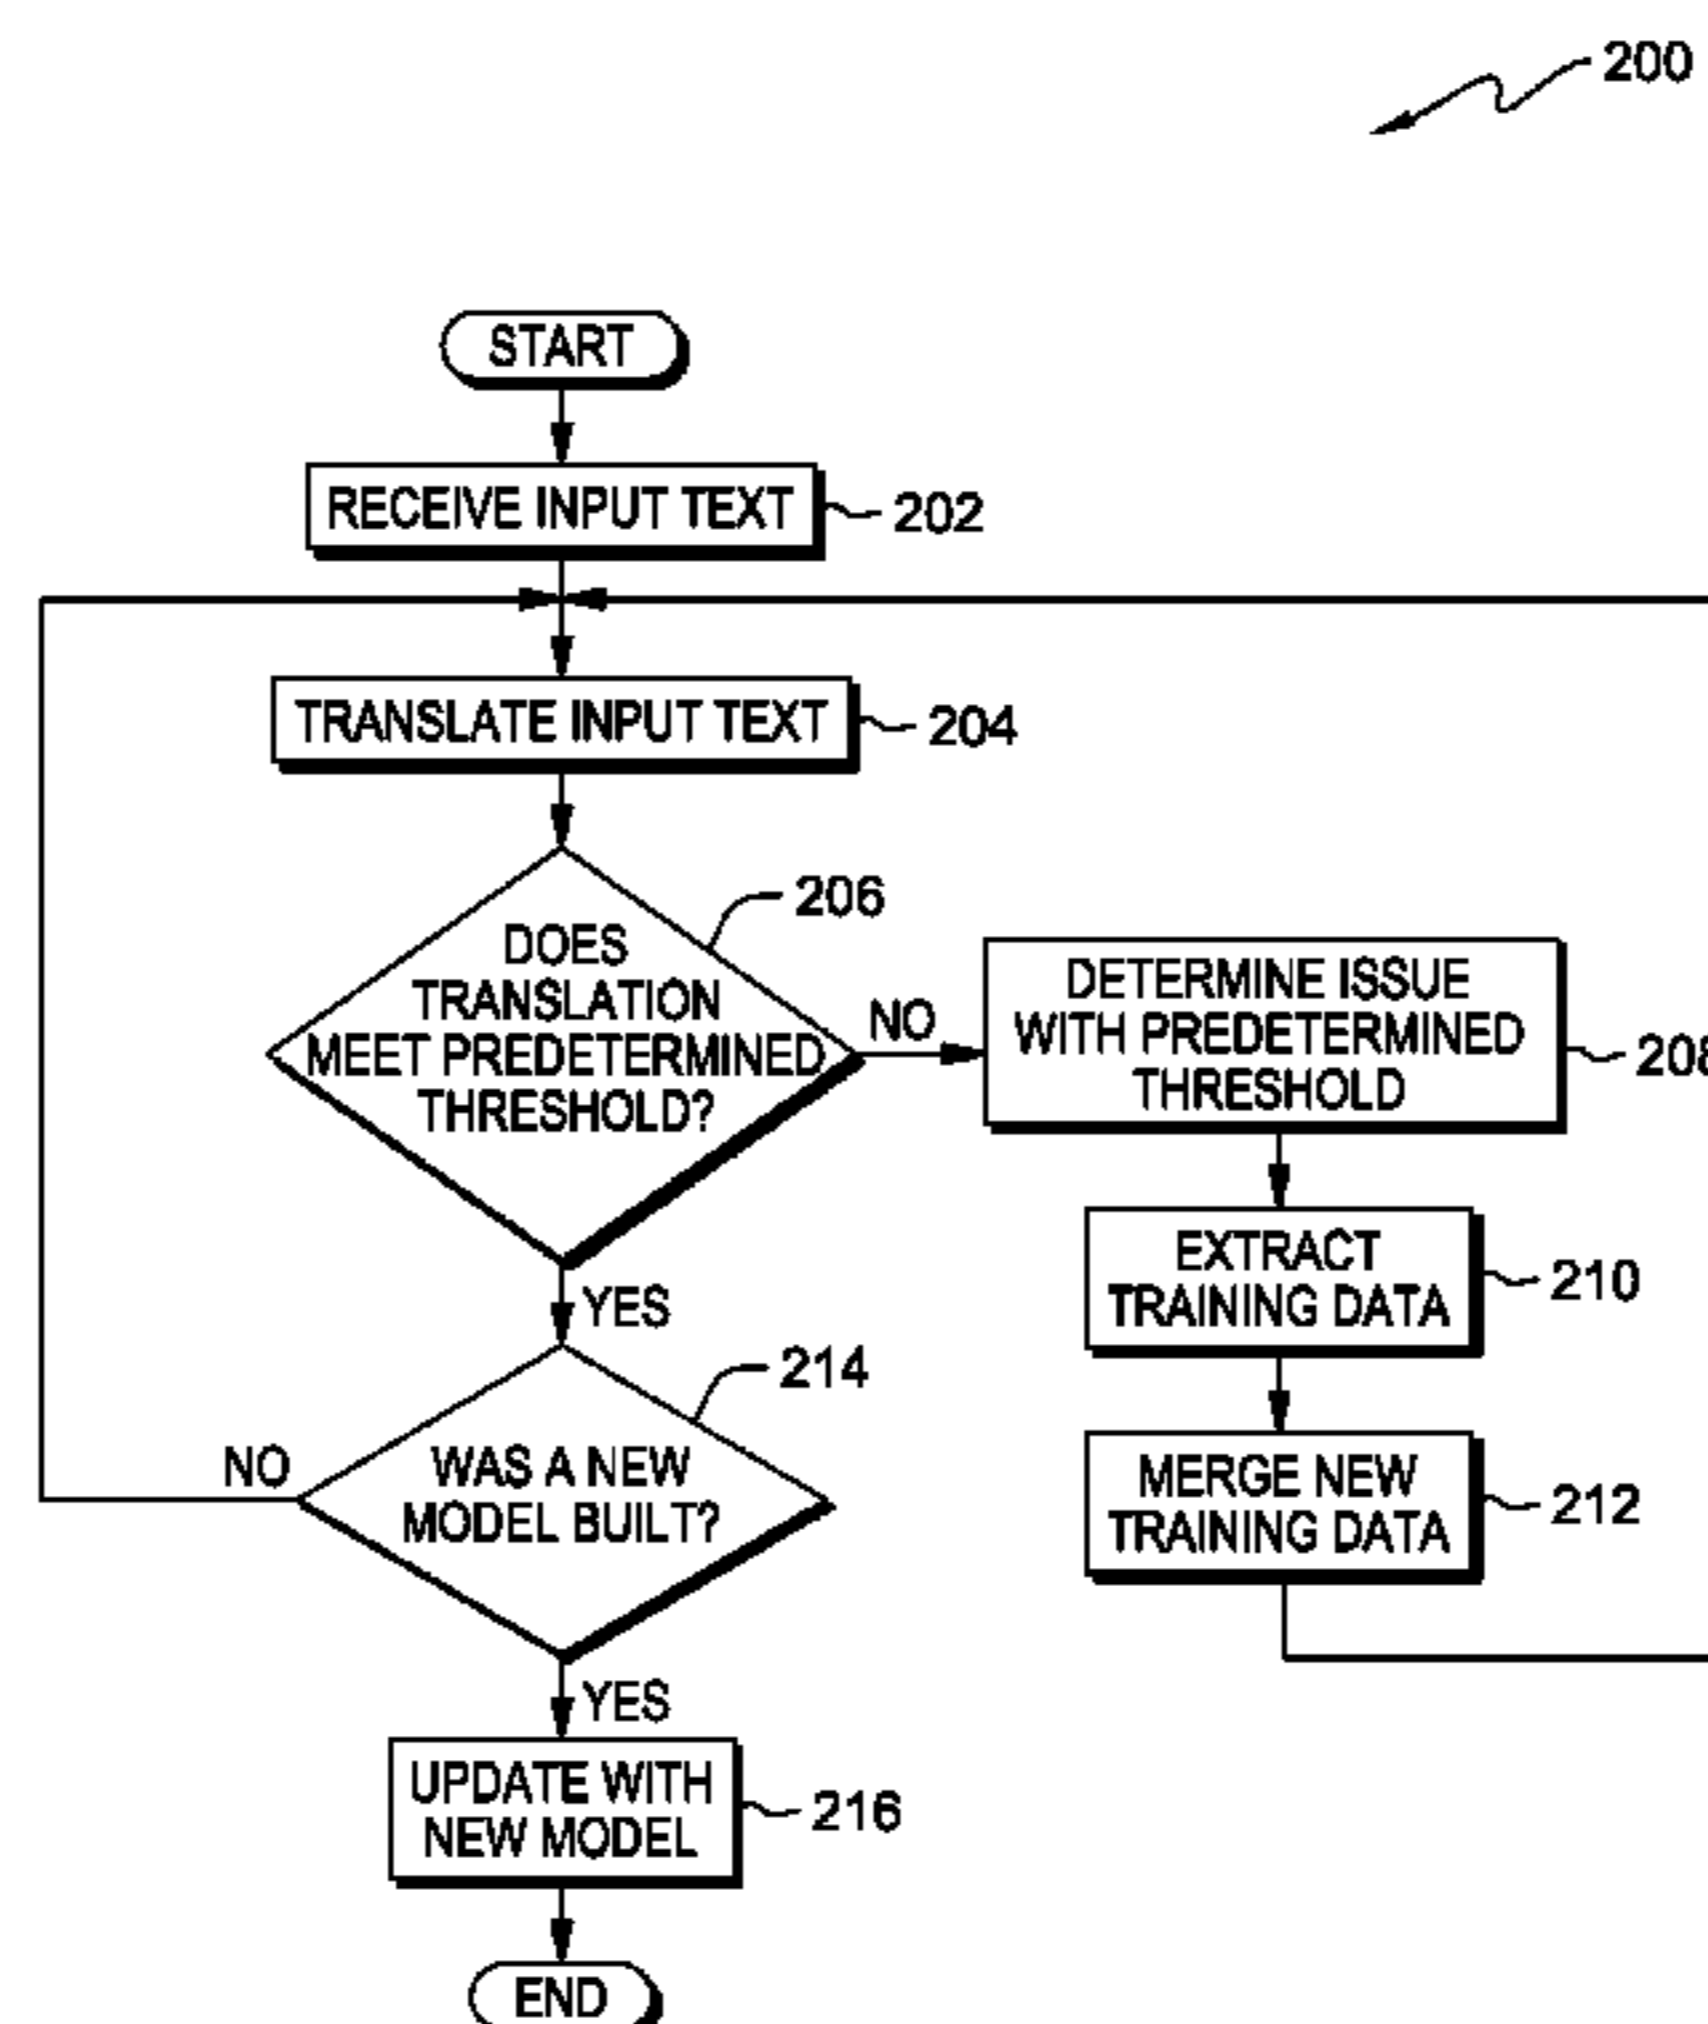 200
START
RECEIVE INPUT TEXT
202
TRANSLATE INPUT TEXT
204
206
DOES
TRANSLATION
MEET PREDETERMINED
THRESHOLD?
NO
DETERMINE ISSUE
WITH PREDETERMINED
THRESHOLD
208
YES
EXTRACT
TRAINING DATA
210
214
WAS A NEW
MODEL BUILT?
NO
MERGE NEW
TRAINING DATA
212
YES
UPDATE WITH
NEW MODEL
216
END